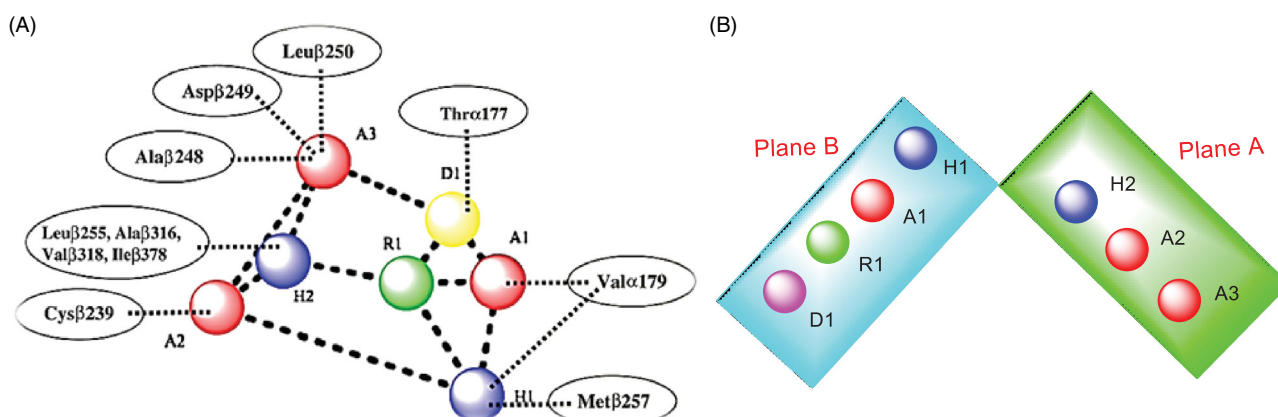 (A)
Leuβ250
Aspβ249
Alaβ248
A3
Thrα177
D1
Leuβ255, Alaβ316,
Valβ318, Ileβ378
R1
A1
H2
Valα179
Cysβ239
A2
H1
Metβ257
(B)
Plane B
Plane A
H1
H2
A1
A2
R1
A3
D1